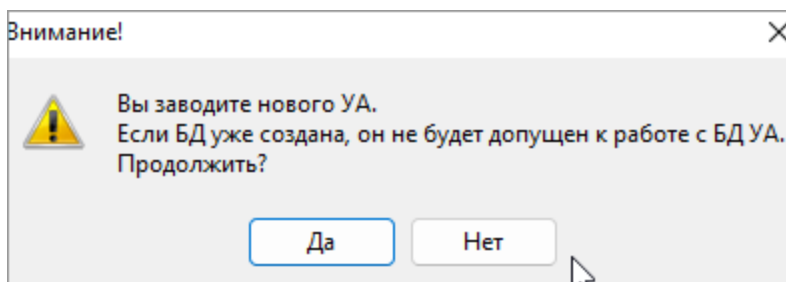 Внимание!
Вы заводите нового УА.
Если БД уже создана, он не будет допущен к работе с БД УА.
Продолжить?
Да
Нет